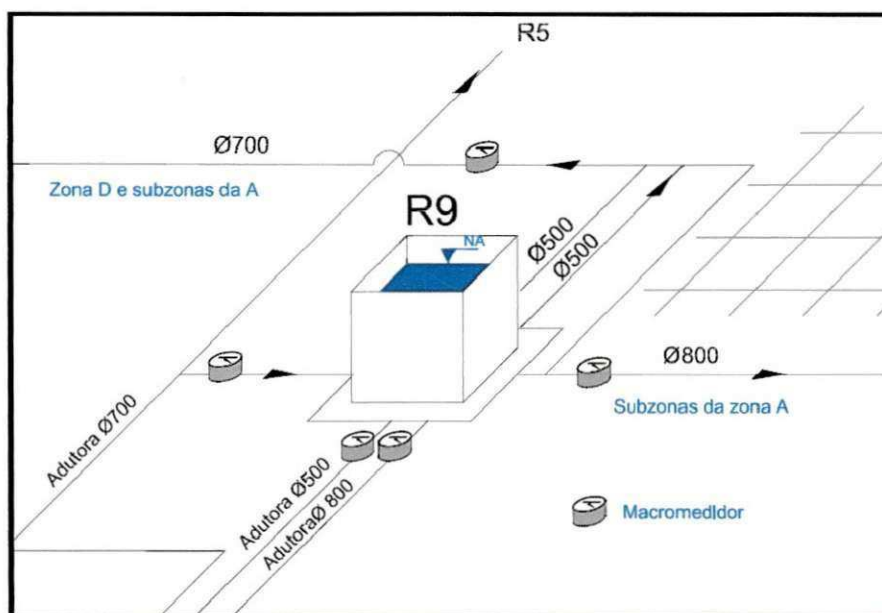 R5
Ø700
Zona D e subzonas da A
R9
NA
Ø500
Ø500
Ø800
Subzonas da zona A
Adutora Ø700
Adutora Ø500
AdutoraØ 800
Macromedidor